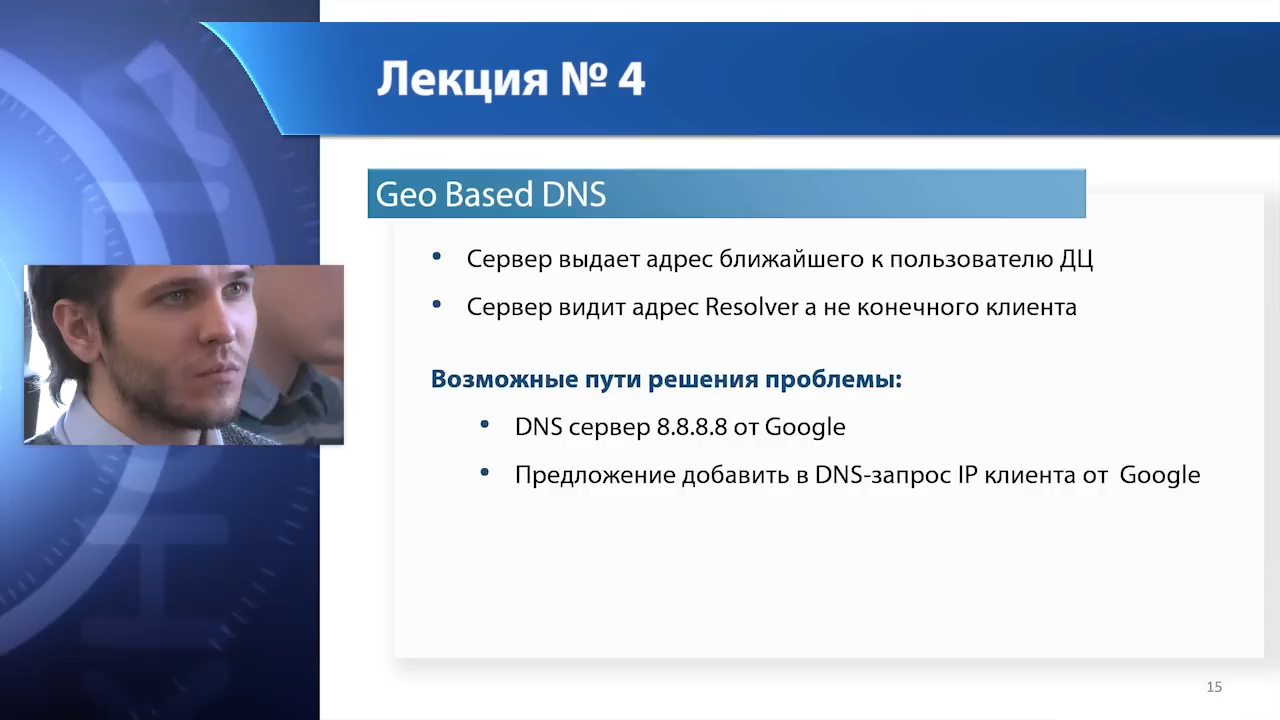 Лекция № 4
Geo Based DNS
• Сервер выдает адрес ближайшего к пользователю ДЦ
• Сервер видит адрес Resolver а не конечного клиента
Возможные пути решения проблемы:
• DNS сервер 8.8.8.8 от Google
• Предложение добавить в DNS-запрос IP клиента от Google
15